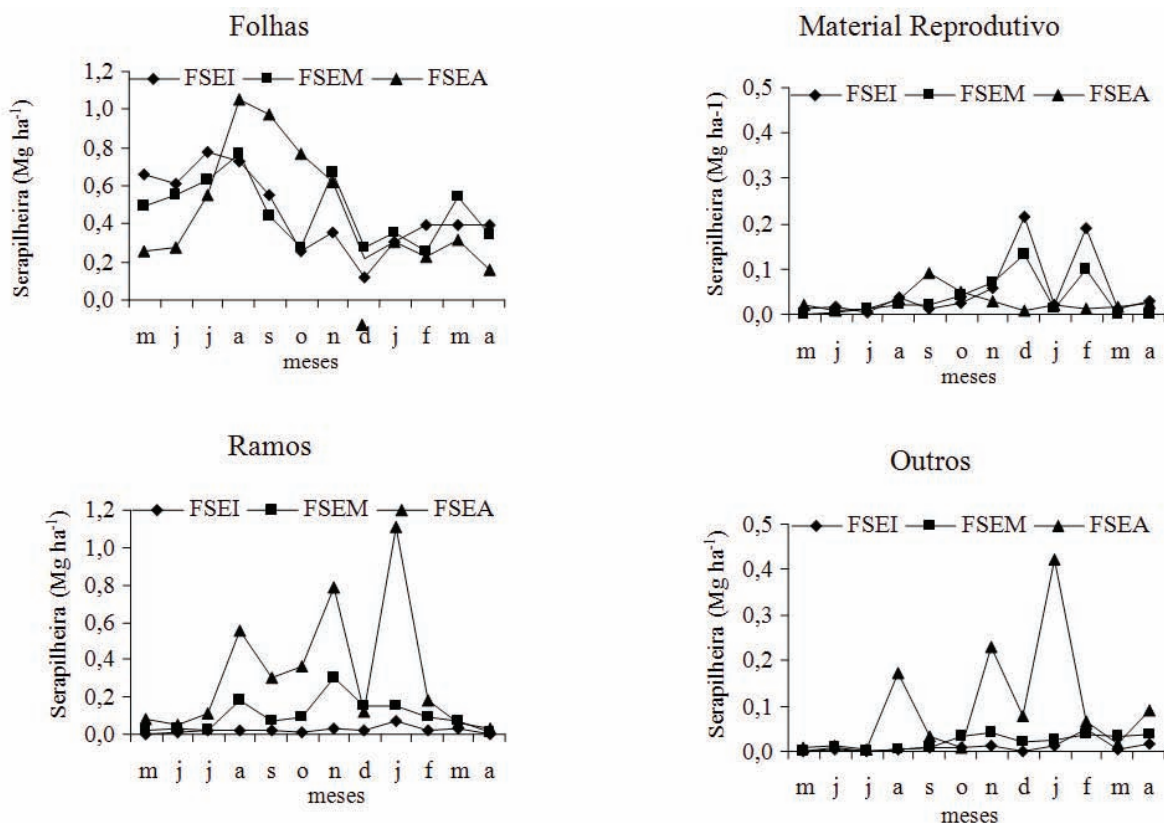 Folhas
FSEI FSEM FSEA
Serapilheira (Mg ha-1)
1,2
1,0
0,8
0,6
0,4
0,2
0,0
m j j a s o n d j f m a
meses
Material Reprodutivo
FSEI FSEM FSEA
Serapilheira (Mg ha-1)
0,5
0,4
0,3
0,2
0,1
0,0
m j j a s o n d j f m a
meses
Ramos
FSEI FSEM FSEA
Serapilheira (Mg ha-1)
1,2
1,0
0,8
0,6
0,4
0,2
0,0
m j j a s o n d j f m a
meses
Outros
FSEI FSEM FSEA
Serapilheira (Mg ha-1)
0,5
0,4
0,3
0,2
0,1
0,0
m j j a s o n d j f m a
meses